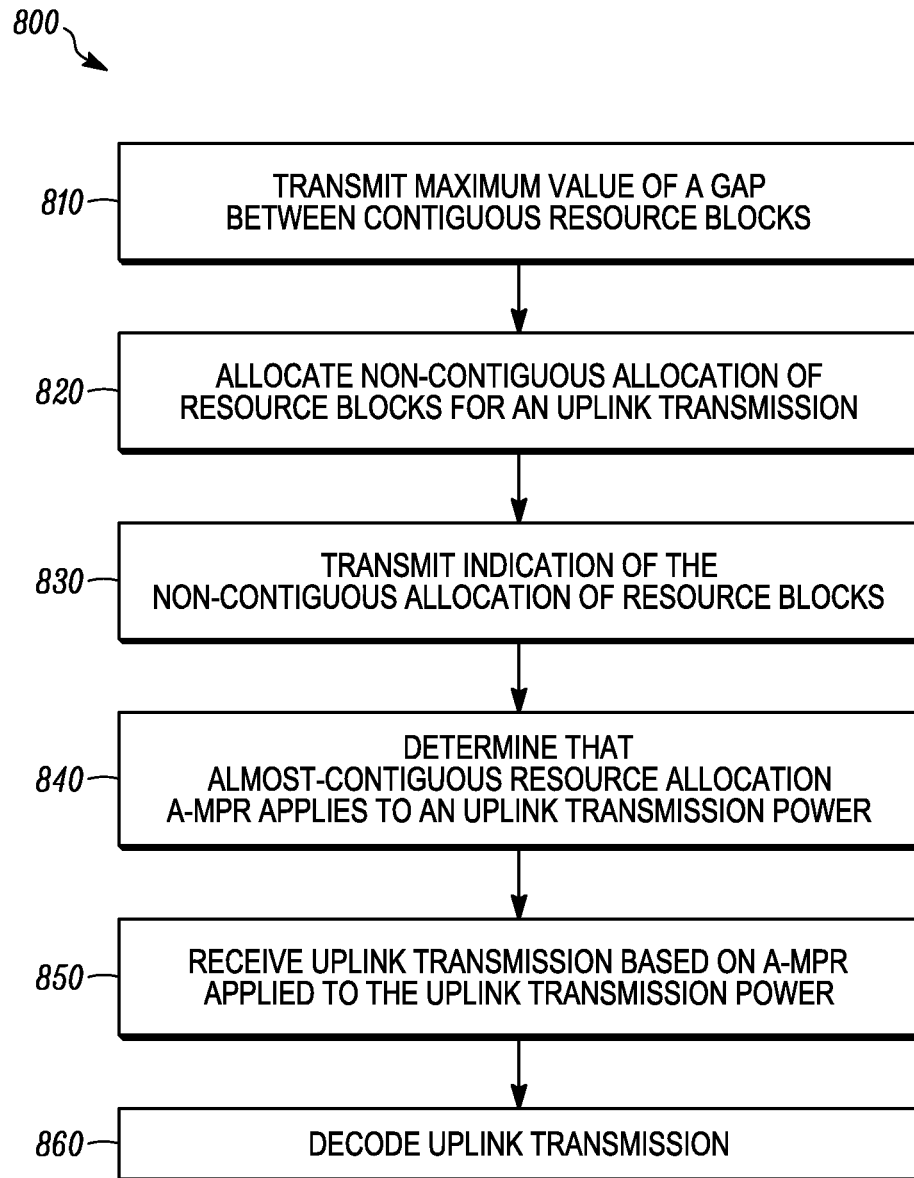 800
810
TRANSMIT MAXIMUM VALUE OF A GAP
BETWEEN CONTIGUOUS RESOURCE BLOCKS
820
ALLOCATE NON-CONTIGUOUS ALLOCATION OF
RESOURCE BLOCKS FOR AN UPLINK TRANSMISSION
830
TRANSMIT INDICATION OF THE
NON-CONTIGUOUS ALLOCATION OF RESOURCE BLOCKS
840
DETERMINE THAT
ALMOST-CONTIGUOUS RESOURCE ALLOCATION
A-MPR APPLIES TO AN UPLINK TRANSMISSION POWER
850
RECEIVE UPLINK TRANSMISSION BASED ON A-MPR
APPLIED TO THE UPLINK TRANSMISSION POWER
860
DECODE UPLINK TRANSMISSION